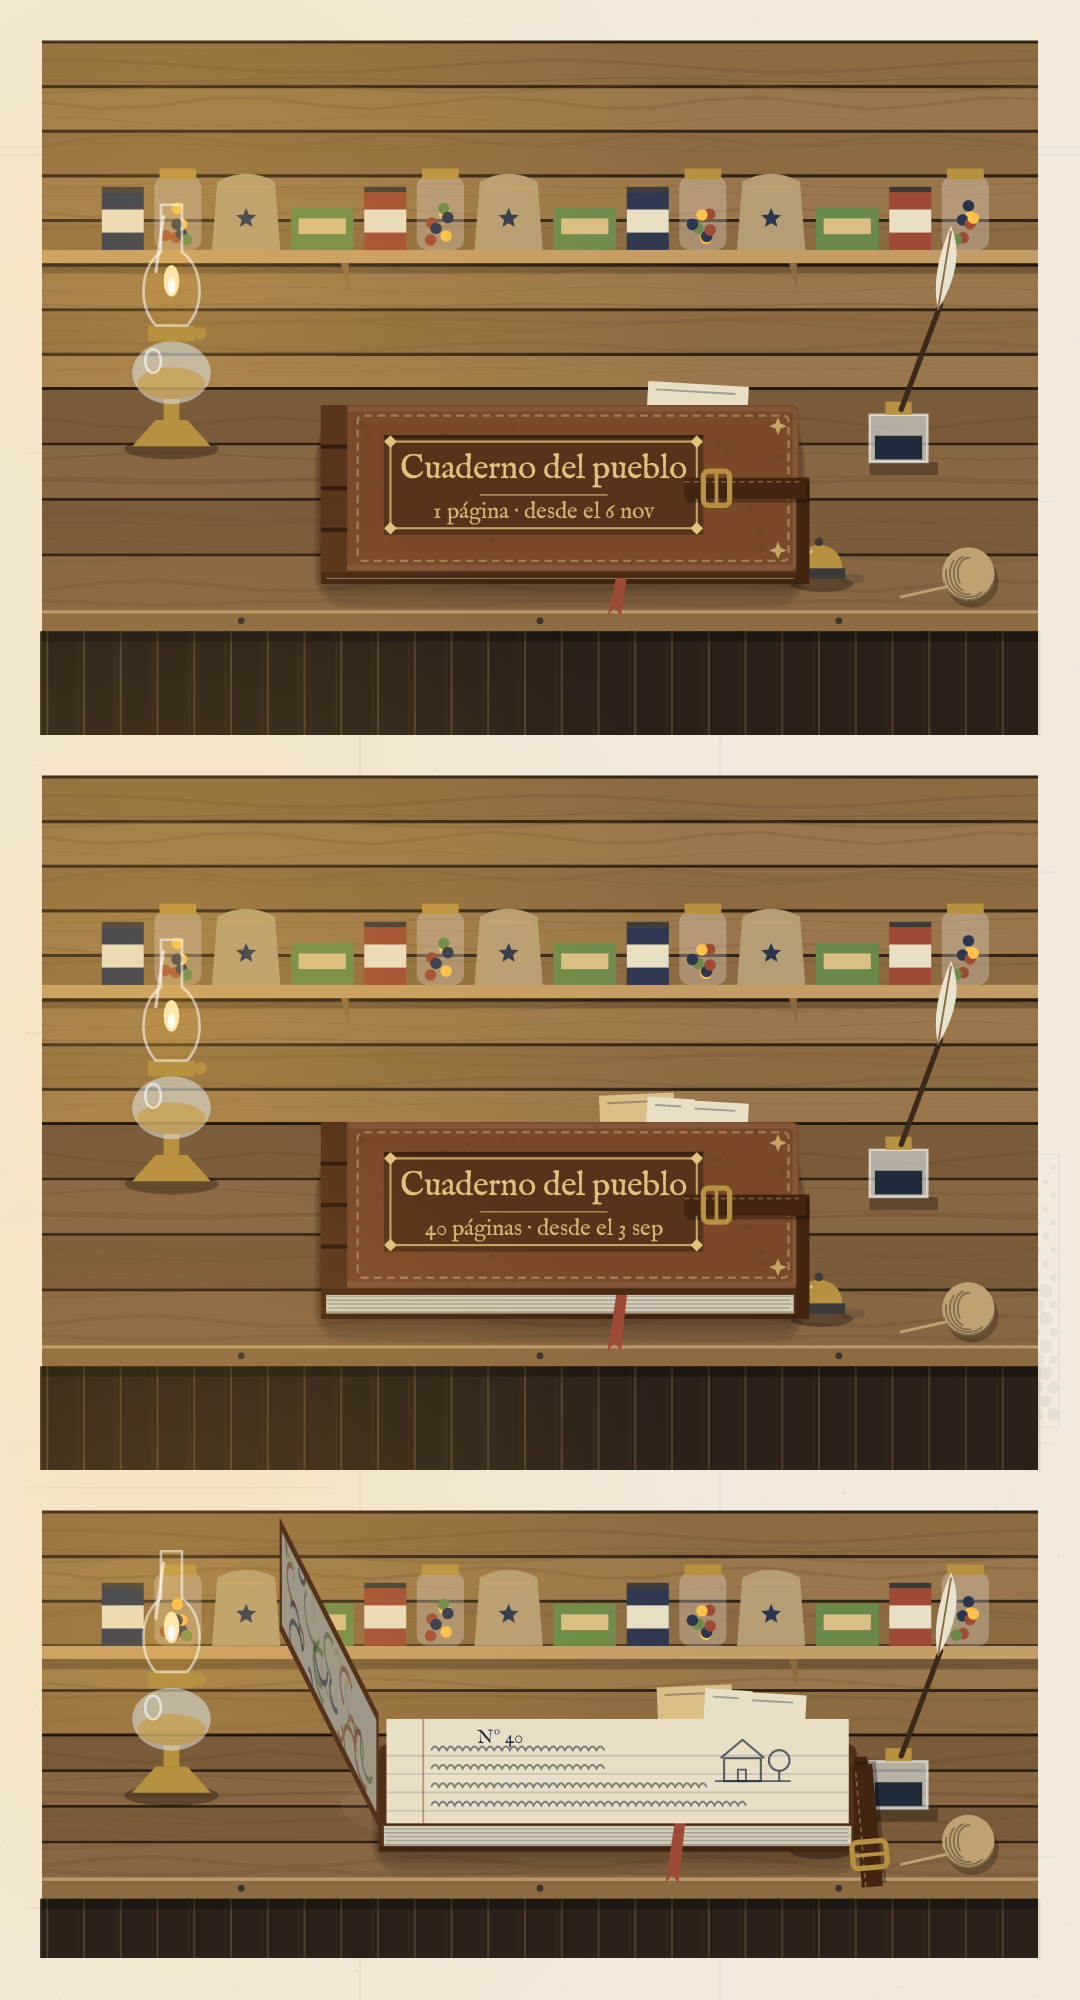 Cuaderno del pueblo
1 página · desde el 6 nov
Cuaderno del pueblo
40 páginas · desde el 3 sep
Nº 40